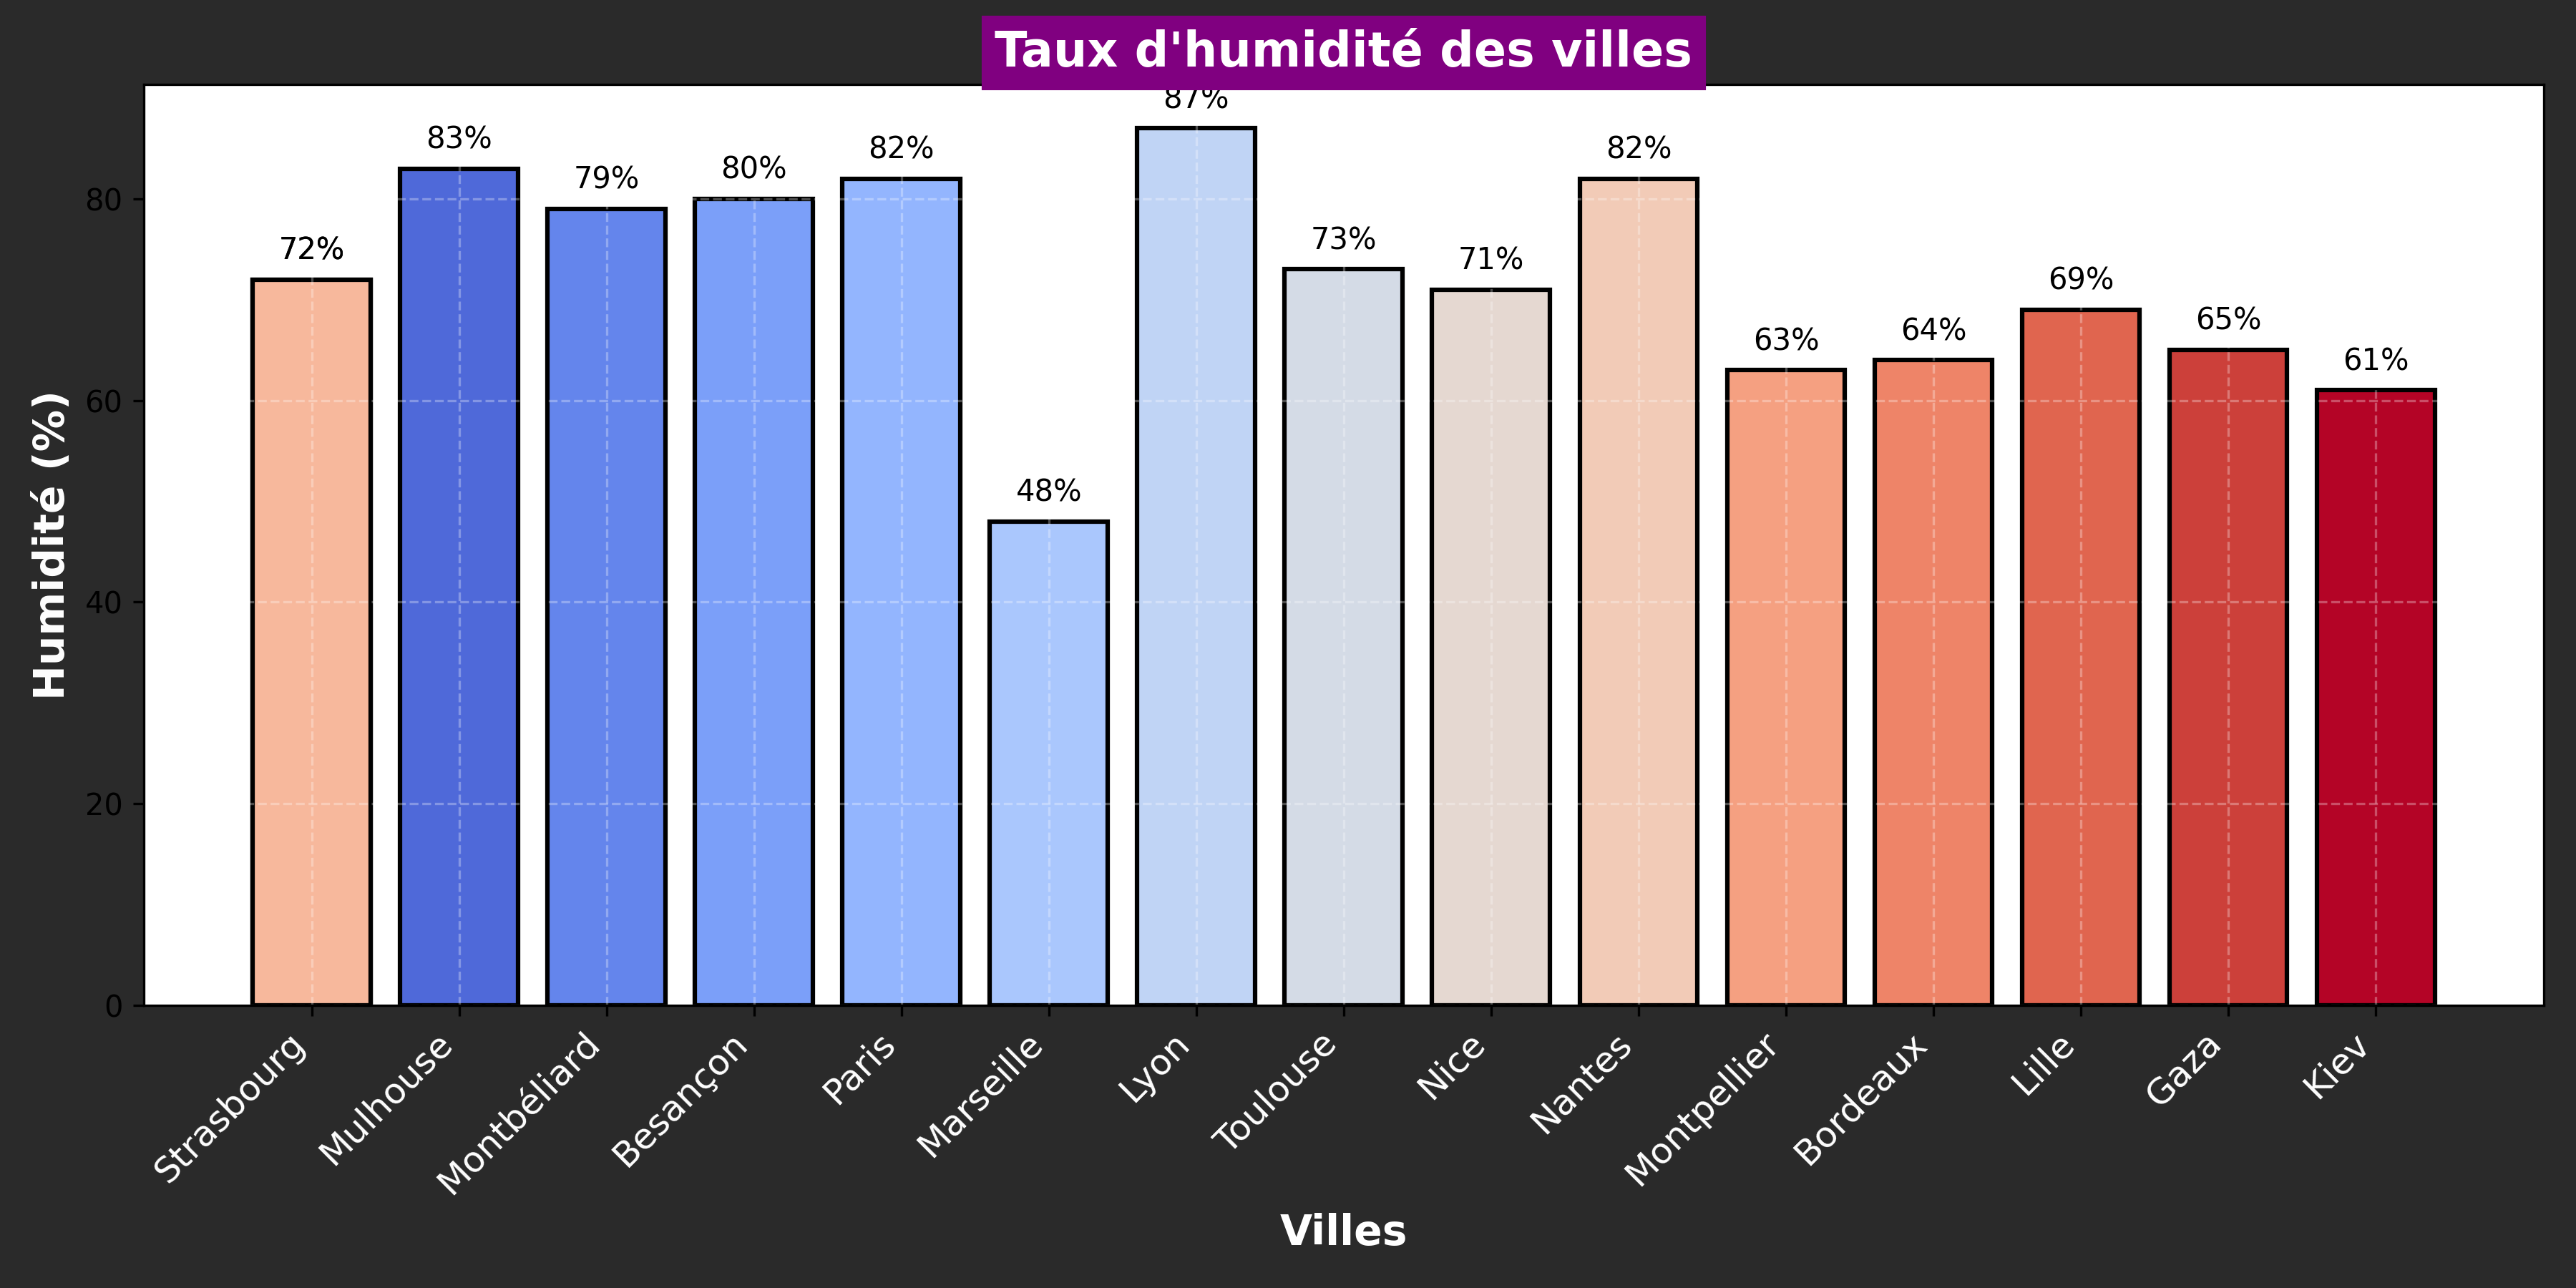 Taux d'humidité des villes
87%
83%
82%
82%
80%
79%
73%
72%
71%
69%
65%
64%
63%
61%
48%
80
60
40
20
0
Humidité (%)
Strasbourg
Mulhouse
Montbéliard
Besançon
Paris
Marseille
Lyon
Toulouse
Nice
Nantes
Montpellier
Bordeaux
Lille
Gaza
Kiev
Villes